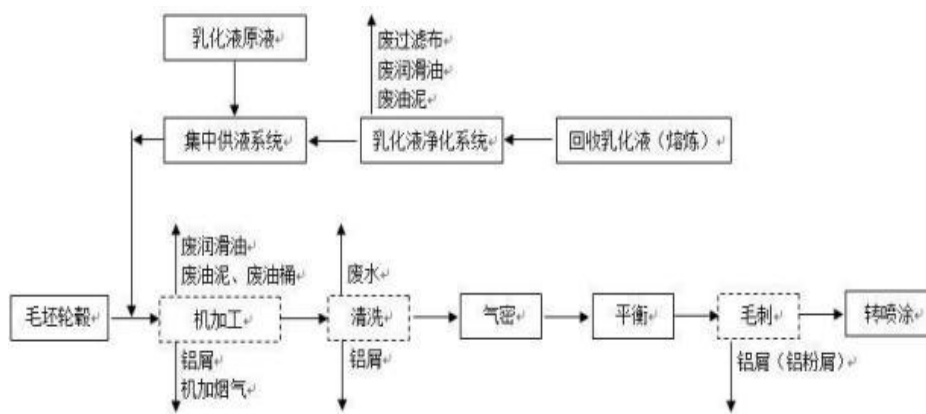 乳化液原液
废过滤布
废润滑油
废油泥
集中供液系统
乳化液净化系统
回收乳化液（熔炼）
废润滑油
废油泥、废油桶
废水
毛坯轮毂
机加工
清洗
气密
平衡
毛刺
转喷涂
铝屑
机加烟气
铝屑
铝屑（铝粉屑）